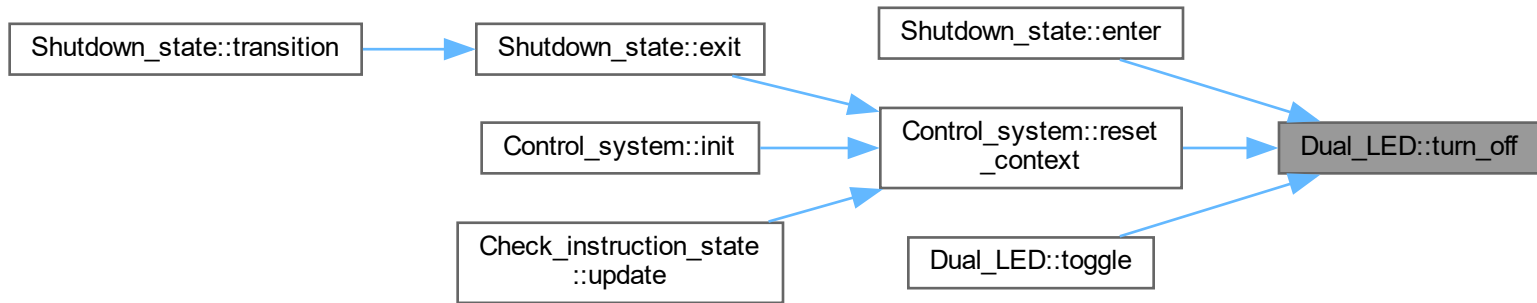 Shutdown_state::transition
Shutdown_state::exit
Control_system::init
Check_instruction_state
::update
Shutdown_state::enter
Control_system::reset
_context
Dual_LED::toggle
Dual_LED::turn_off